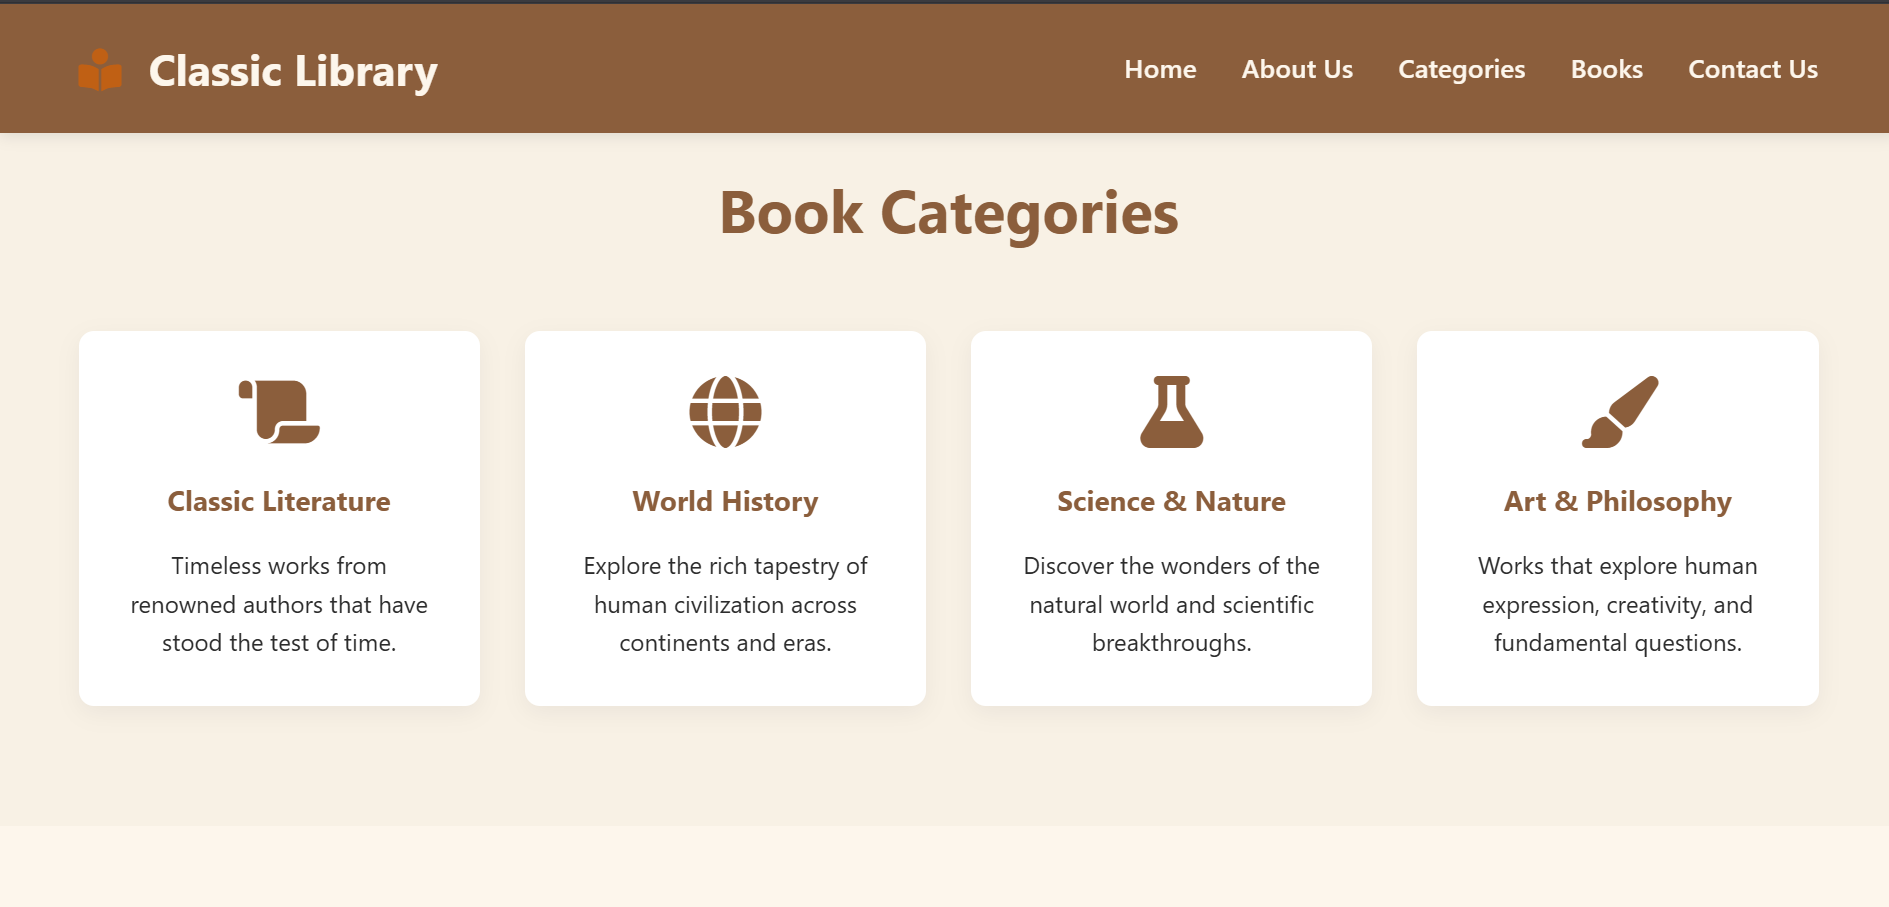 Classic Library
Home
About Us
Categories
Books
Contact Us
Book Categories
Classic Literature
Timeless works from
renowned authors that have
stood the test of time.
World History
Explore the rich tapestry of
human civilization across
continents and eras.
Science & Nature
Discover the wonders of the
natural world and scientific
breakthroughs.
Art & Philosophy
Works that explore human
expression, creativity, and
fundamental questions.